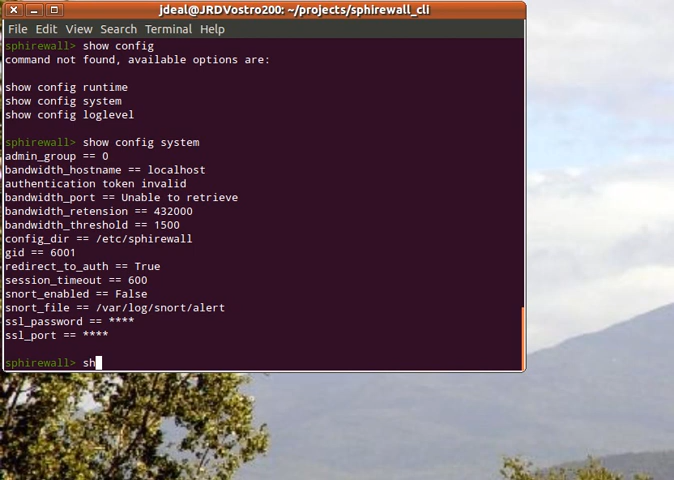 jdeal@JRDVostro200: ~/projects/sphirewall_cli
File Edit View Search Terminal Help
sphirewall> show config
command not found, available options are:
show config runtime
show config system
show config loglevel
sphirewall> show config system
admin_group == 0
bandwidth_hostname == localhost
authentication token invalid
bandwidth_port == Unable to retrieve
bandwidth_retension == 432000
bandwidth_threshold == 1500
config_dir == /etc/sphirewall
gid == 6001
redirect_to_auth == True
session_timeout == 600
snort_enabled == False
snort_file == /var/log/snort/alert
ssl_password == ****
ssl_port == ****
sphirewall> sh